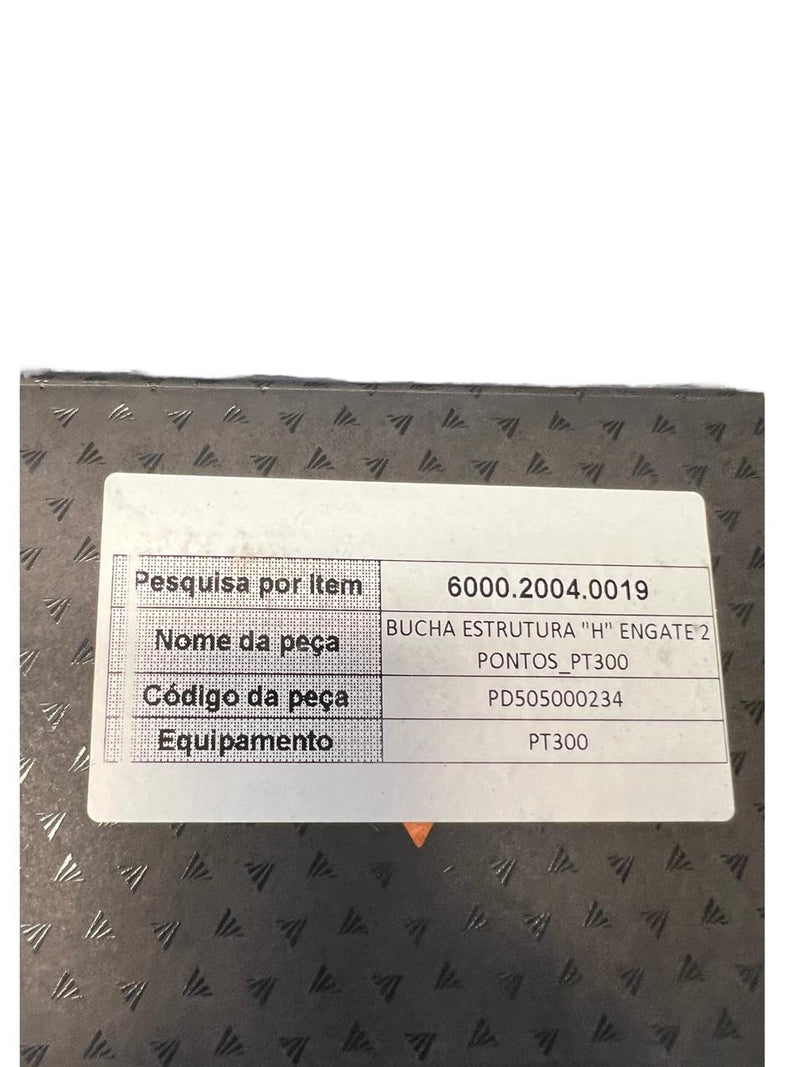 Pesquisa por Item 6000.2004.0019
Nome da peça BUCHA ESTRUTURA "H" ENGATE 2
PONTOS_PT300
Código da peça PD505000234
Equipamento PT300